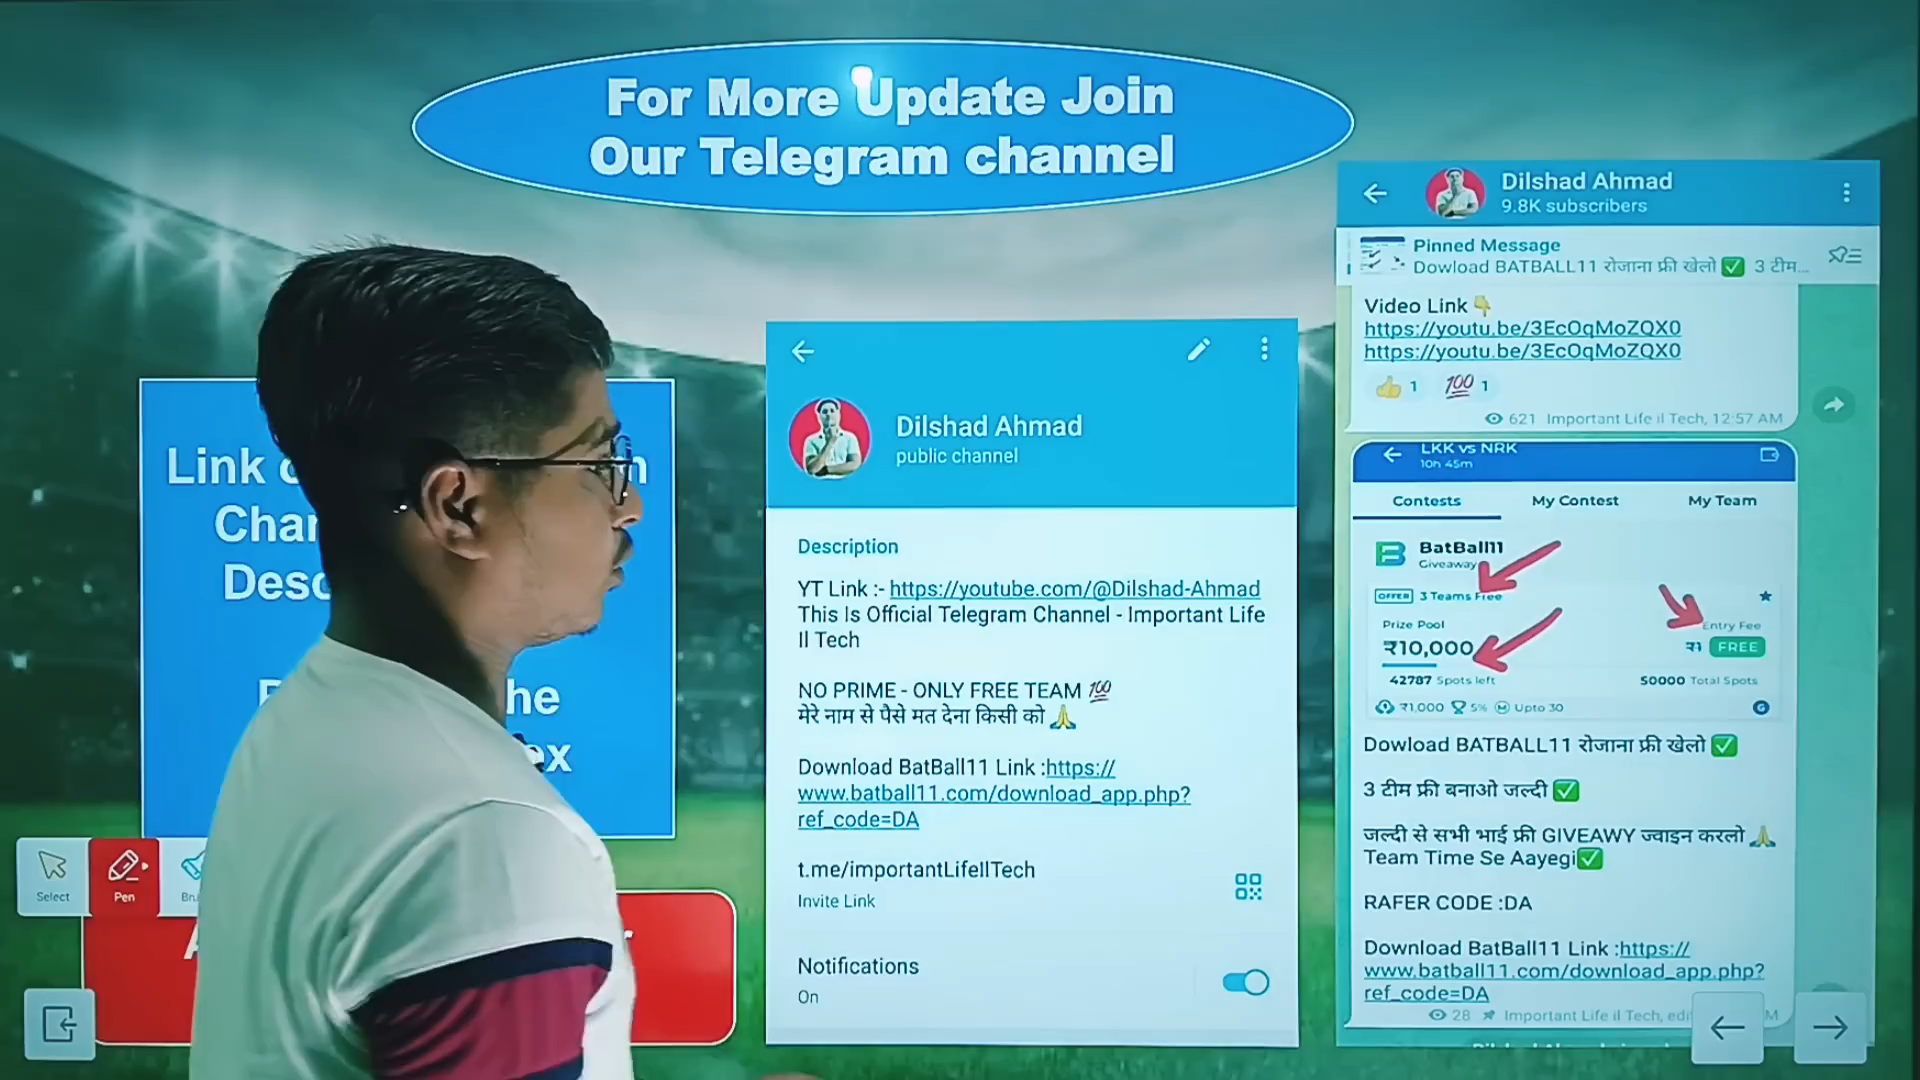 For More Update Join
Our Telegram channel
Link
he
ex
Select
Pen
Dilshad Ahmad
public channel
Description
YT Link :- https://youtube.com/@Dilshad-Ahmad
This Is Official Telegram Channel - Important Life
Il Tech
NO PRIME - ONLY FREE TEAM 💯
मेरे नाम से पैसे मत देना किसी को 🙏
Download BatBall11 Link :https://
www.batball11.com/download_app.php?
ref_code=DA
t.me/importantLifeIlTech
Invite Link
Notifications
On
Dilshad Ahmad
9.8K subscribers
Pinned Message
Dowload BATBALL11 रोजाना फ्री खेलो ✅ 3 टीम...
Video Link 👇
https://youtu.be/3EcOqMoZQX0
https://youtu.be/3EcOqMoZQX0
👍 1 💯 1
621 Important Life il Tech, 12:57 AM
LKK vs NRK
10h 45m
Contests My Contest My Team
BatBall11
Giveaway
OFFER 3 Teams Free
Prize Pool Entry Fee
₹10,000 ₹1 FREE
42787 Spots left 50000 Total Spots
₹1,000 5% M Upto 30 G
Dowload BATBALL11 रोजाना फ्री खेलो ✅
3 टीम फ्री बनाओ जल्दी ✅
जल्दी से सभी भाई फ्री GIVEAWY ज्वाइन करलो 🙏
Team Time Se Aayegi✅
RAFER CODE :DA
Download BatBall11 Link :https://
www.batball11.com/download_app.php?
ref_code=DA
28 Important Life il Tech, edi